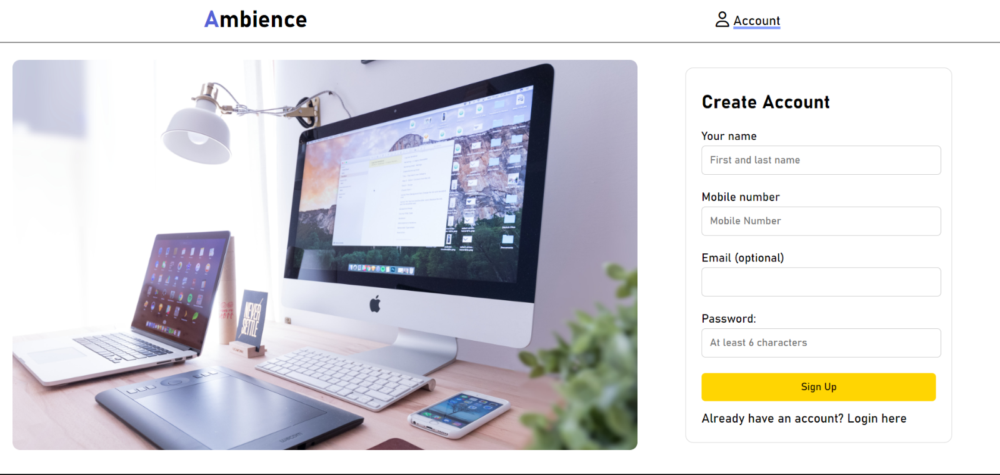 Ambience
Account
NEVER
SETTLE
wacom
Create Account
Your name
First and last name
Mobile number
Mobile Number
Email (optional)
Password:
At least 6 characters
Sign Up
Already have an account? Login here